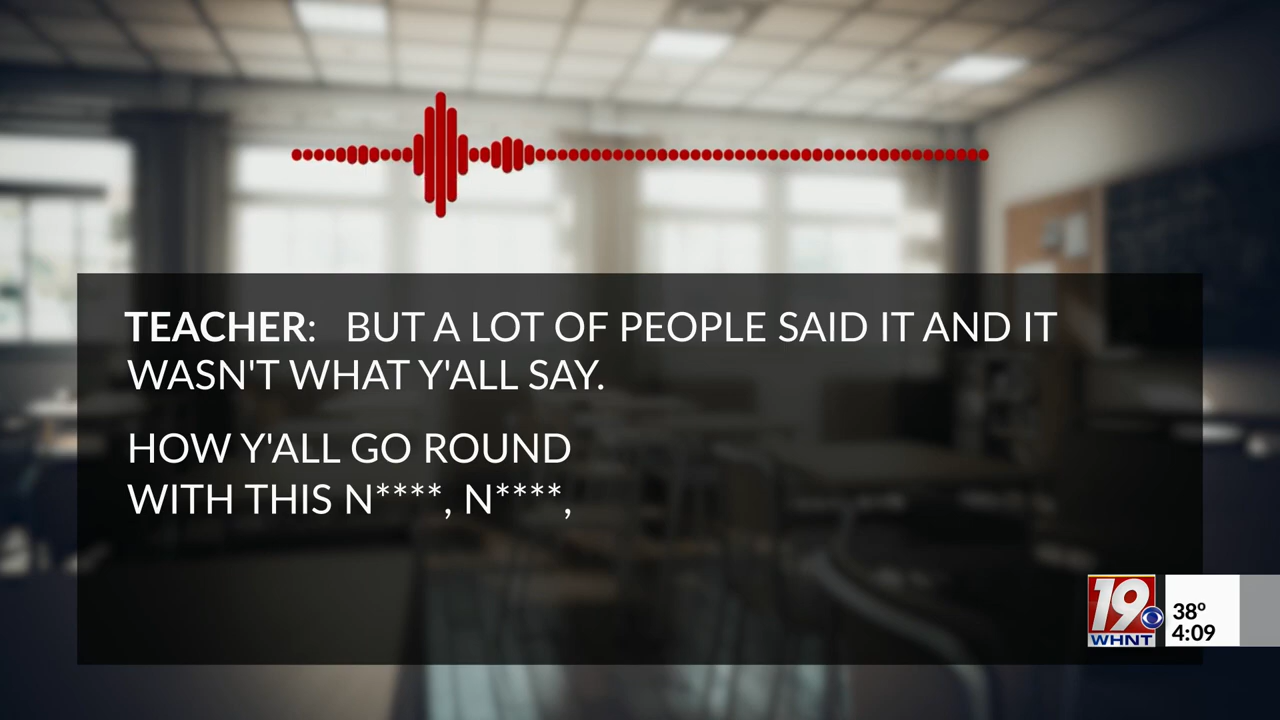 TEACHER: BUT A LOT OF PEOPLE SAID IT AND IT
WASN'T WHAT Y'ALL SAY.
HOW Y'ALL GO ROUND
WITH THIS N****, N****,
19
WHNT
38°
4:09